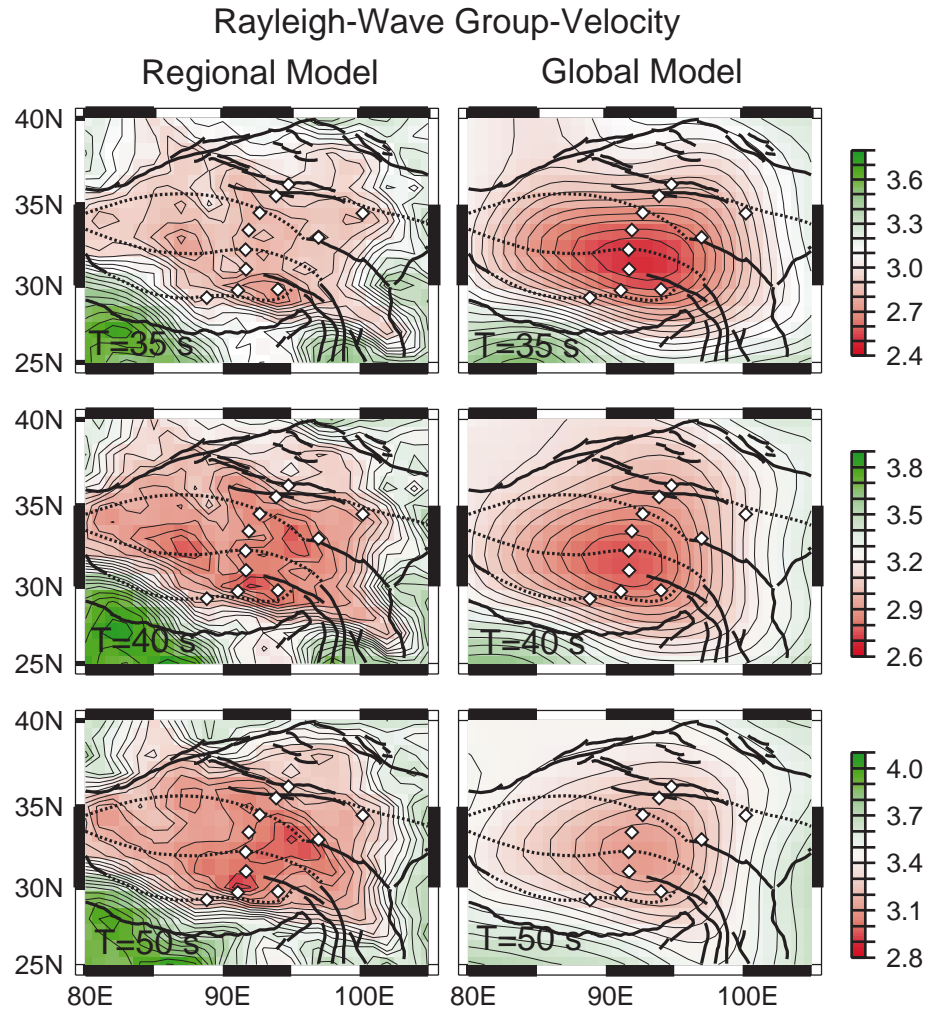 Rayleigh-Wave Group-Velocity
Regional Model
Global Model
40N
35N
30N
25N
T=35 s
T=35 s
3.6
3.3
3.0
2.7
2.4
40N
35N
30N
25N
T=40 s
T=40 s
3.8
3.5
3.2
2.9
2.6
40N
35N
30N
25N
T=50 s
T=50 s
4.0
3.7
3.4
3.1
2.8
80E 90E 100E
80E 90E 100E